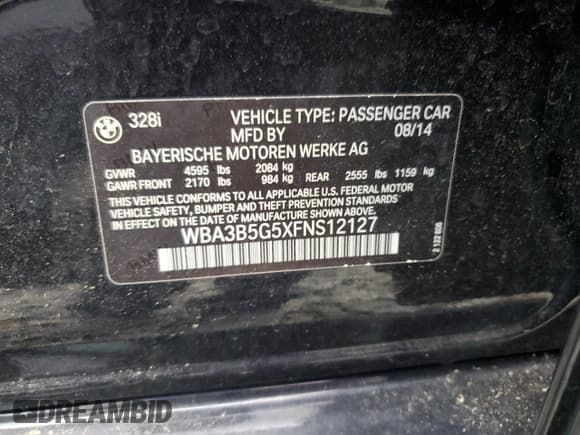 328i VEHICLE TYPE: PASSENGER CAR
MFD BY 08/14
BAYERISCHE MOTOREN WERKE AG
GVWR 4595 lbs 2084 kg
GAWR FRONT 2170 lbs 984 kg REAR 2555 lbs 1159 kg
THIS VEHICLE CONFORMS TO ALL APPLICABLE U.S. FEDERAL MOTOR
VEHICLE SAFETY, BUMPER AND THEFT PREVENTION STANDARDS
IN EFFECT ON THE DATE OF MANUFACTURE SHOWN ABOVE.
WBA3B5G5XFNS12127
DREAMBID